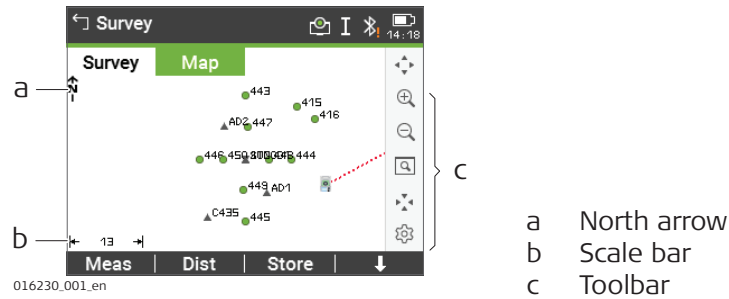 Survey
I
14:18
Survey Map
a
N
443
415
416
AD2 447
446 450 444
c
449 AD1
C435 445
b
13
Meas | Dist | Store |
016230_001_en
a North arrow
b Scale bar
c Toolbar